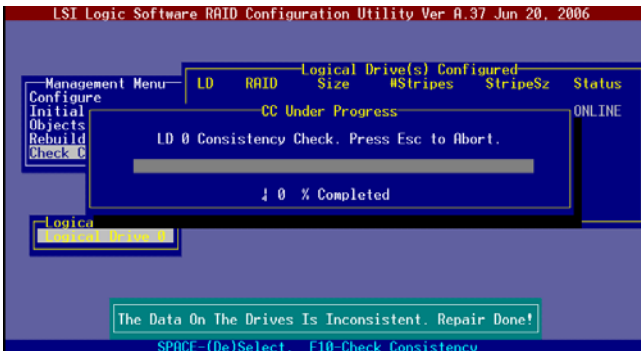 LSI Logic Software RAID Configuration Utility Ver A.37 Jun 20, 2006
Logical Drive(s) Configured
LD RAID Size #Stripes StripeSz Status
ONLINE
Management Menu
Configure
Initial
Objects
Rebuild
Check C
CC Under Progress
LD 0 Consistency Check. Press Esc to Abort.
0 % Completed
Logica
Logical Drive 0
The Data On The Drives Is Inconsistent. Repair Done!
SPACE-(De)Select, F10-Check Consistency